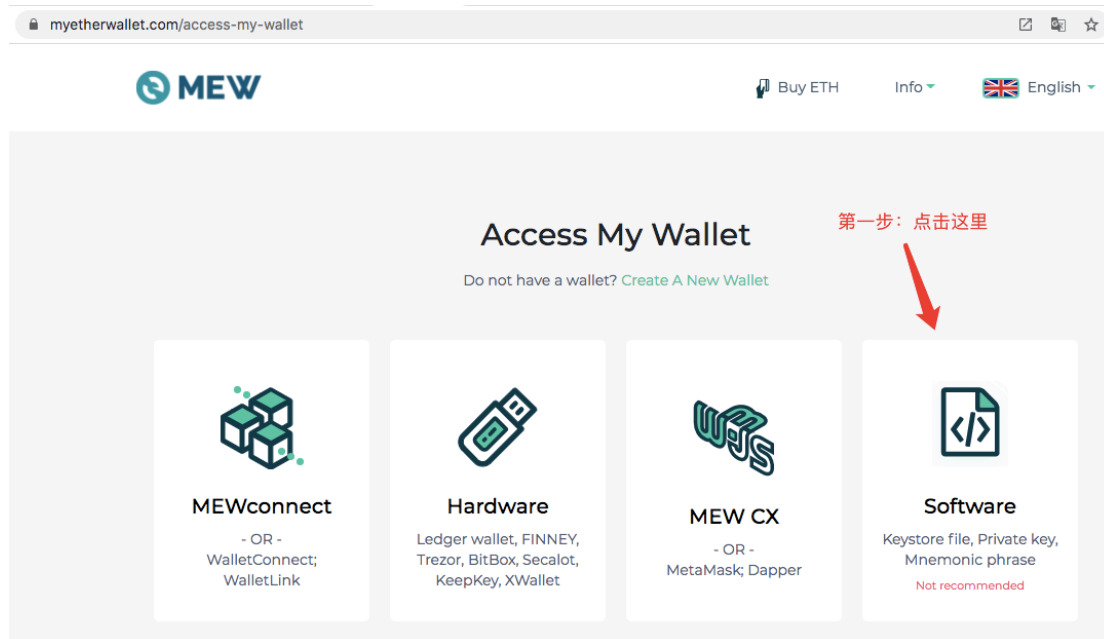 myetherwallet.com/access-my-wallet
MEW
Buy ETH
Info
English
Access My Wallet
第一步：点击这里
Do not have a wallet? Create A New Wallet
MEWconnect
- OR -
WalletConnect;
WalletLink
Hardware
Ledger wallet, FINNEY,
Trezor, BitBox, Secalot,
KeepKey, XWallet
MEW CX
- OR -
MetaMask; Dapper
Software
Keystore file, Private key,
Mnemonic phrase
Not recommended